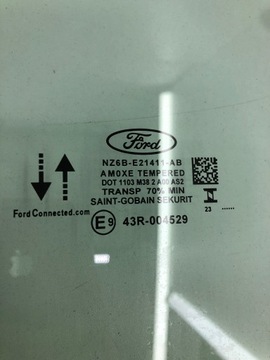 Ford
NZ6B-E21411-AB
AM0XE TEMPERED
DOT 1103 M38 2 A00 AS2
TRANSP 70% MIN
SAINT-GOBAIN SEKURIT
E9 43R-004529
FordConnected.com
23 ......